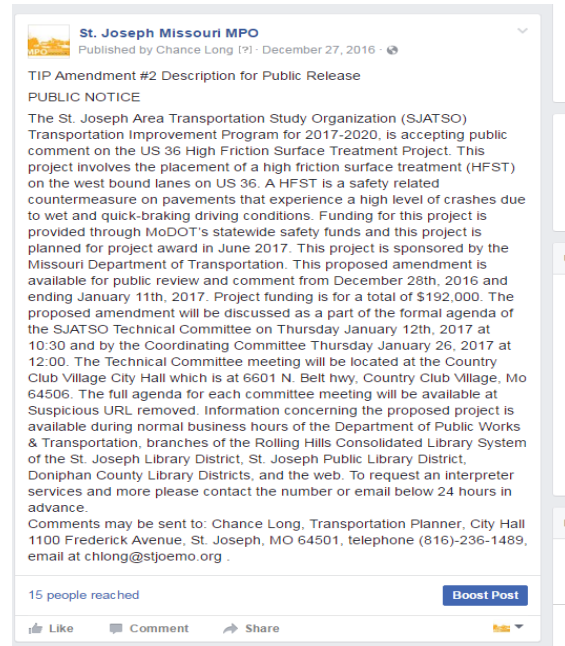 St. Joseph Missouri MPO
Published by Chance Long [?] · December 27, 2016 ·
TIP Amendment #2 Description for Public Release
PUBLIC NOTICE
The St. Joseph Area Transportation Study Organization (SJATSO)
Transportation Improvement Program for 2017-2020, is accepting public
comment on the US 36 High Friction Surface Treatment Project. This
project involves the placement of a high friction surface treatment (HFST)
on the west bound lanes on US 36. A HFST is a safety related
countermeasure on pavements that experience a high level of crashes due
to wet and quick-braking driving conditions. Funding for this project is
provided through MoDOT's statewide safety funds and this project is
planned for project award in June 2017. This project is sponsored by the
Missouri Department of Transportation. This proposed amendment is
available for public review and comment from December 28th, 2016 and
ending January 11th, 2017. Project funding is for a total of $192,000. The
proposed amendment will be discussed as a part of the formal agenda of
the SJATSO Technical Committee on Thursday January 12th, 2017 at
10:30 and by the Coordinating Committee Thursday January 26, 2017 at
12:00. The Technical Committee meeting will be located at the Country
Club Village City Hall which is at 6601 N. Belt hwy, Country Club Village, Mo
64506. The full agenda for each committee meeting will be available at
Suspicious URL removed. Information concerning the proposed project is
available during normal business hours of the Department of Public Works
& Transportation, branches of the Rolling Hills Consolidated Library System
of the St. Joseph Library District, St. Joseph Public Library District,
Doniphan County Library Districts, and the web. To request an interpreter
services and more please contact the number or email below 24 hours in
advance.
Comments may be sent to: Chance Long, Transportation Planner, City Hall
1100 Frederick Avenue, St. Joseph, MO 64501, telephone (816)-236-1489,
email at chlong@stjoemo.org .
15 people reached
Boost Post
Like Comment Share
MPO